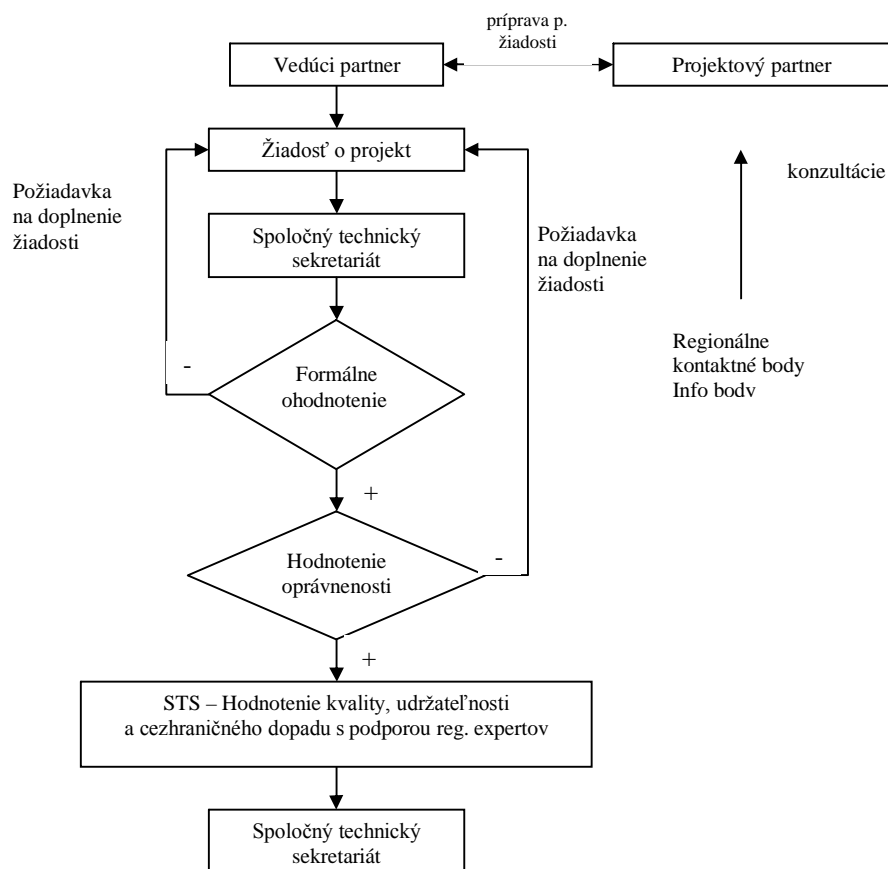 príprava p.
žiadosti
Vedúci partner
Projektový partner
Žiadosť o projekt
konzultácie
Požiadavka
na doplnenie
žiadosti
Spoločný technický
sekretariát
Požiadavka
na doplnenie
žiadosti
Regionálne
kontaktné body
Info body
-
Formálne
ohodnotenie
+
Hodnotenie
oprávnenosti
-
+
STS – Hodnotenie kvality, udržateľnosti
a cezhraničného dopadu s podporou reg. expertov
Spoločný technický
sekretariát